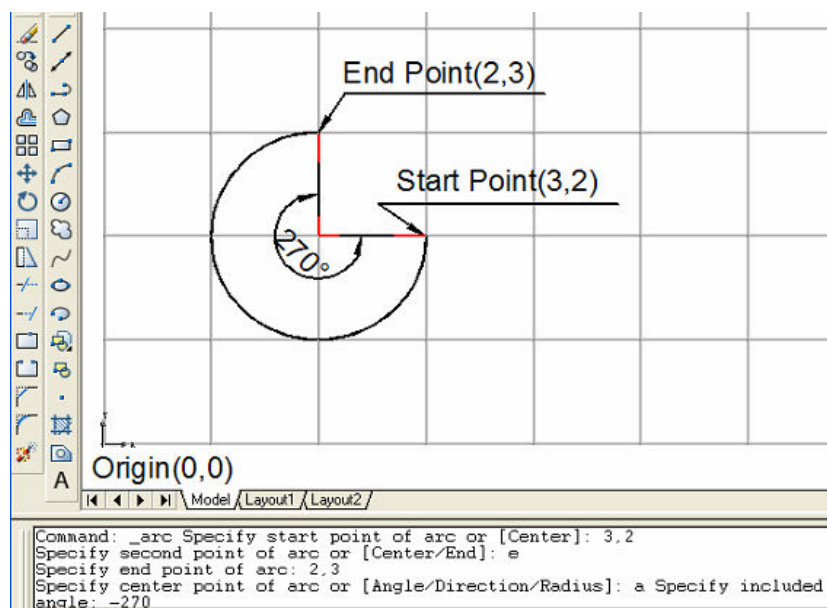 End Point(2,3)
Start Point(3,2)
270°
Origin(0,0)
Model Layout1 Layout2
Command: _arc Specify start point of arc or [Center]: 3,2
Specify second point of arc or [Center/End]: e
Specify end point of arc: 2,3
Specify center point of arc or [Angle/Direction/Radius]: a Specify included
angle: -270